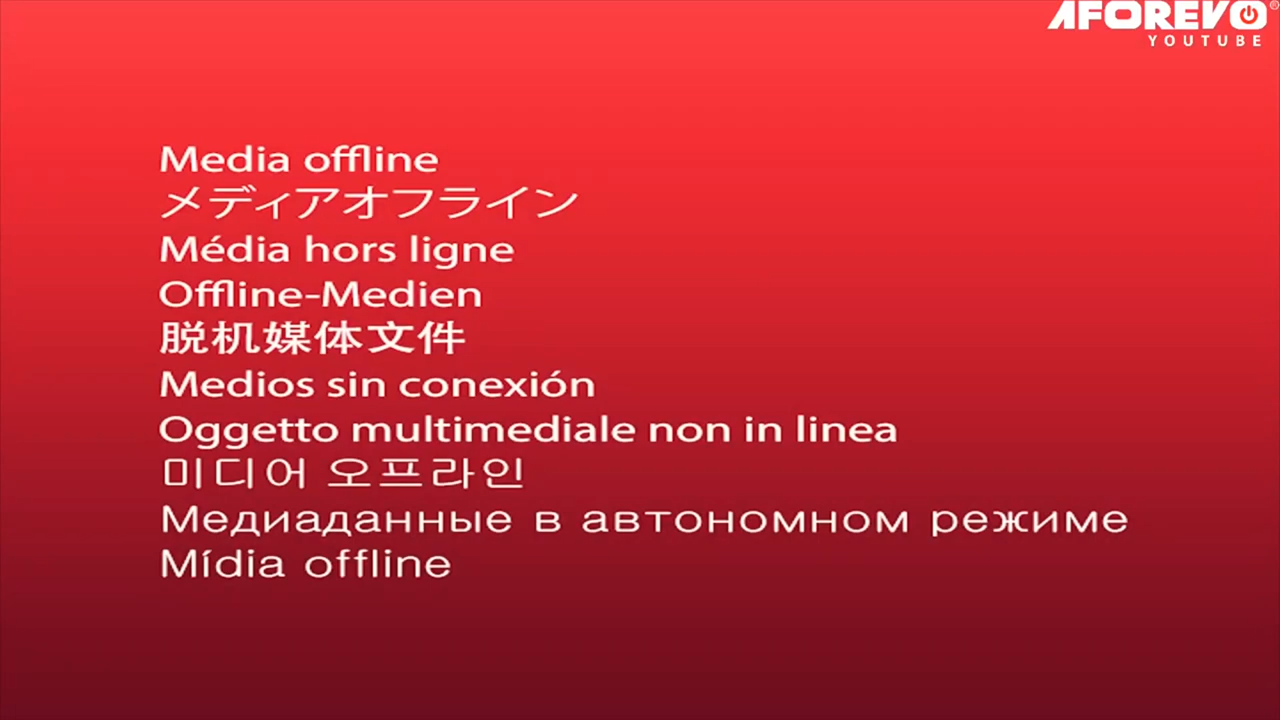 AFOREVO
YOUTUBE
Media offline
メディアオフライン
Média hors ligne
Offline-Medien
脱机媒体文件
Medios sin conexión
Oggetto multimediale non in linea
미디어 오프라인
Медиаданные в автономном режиме
Mídia offline